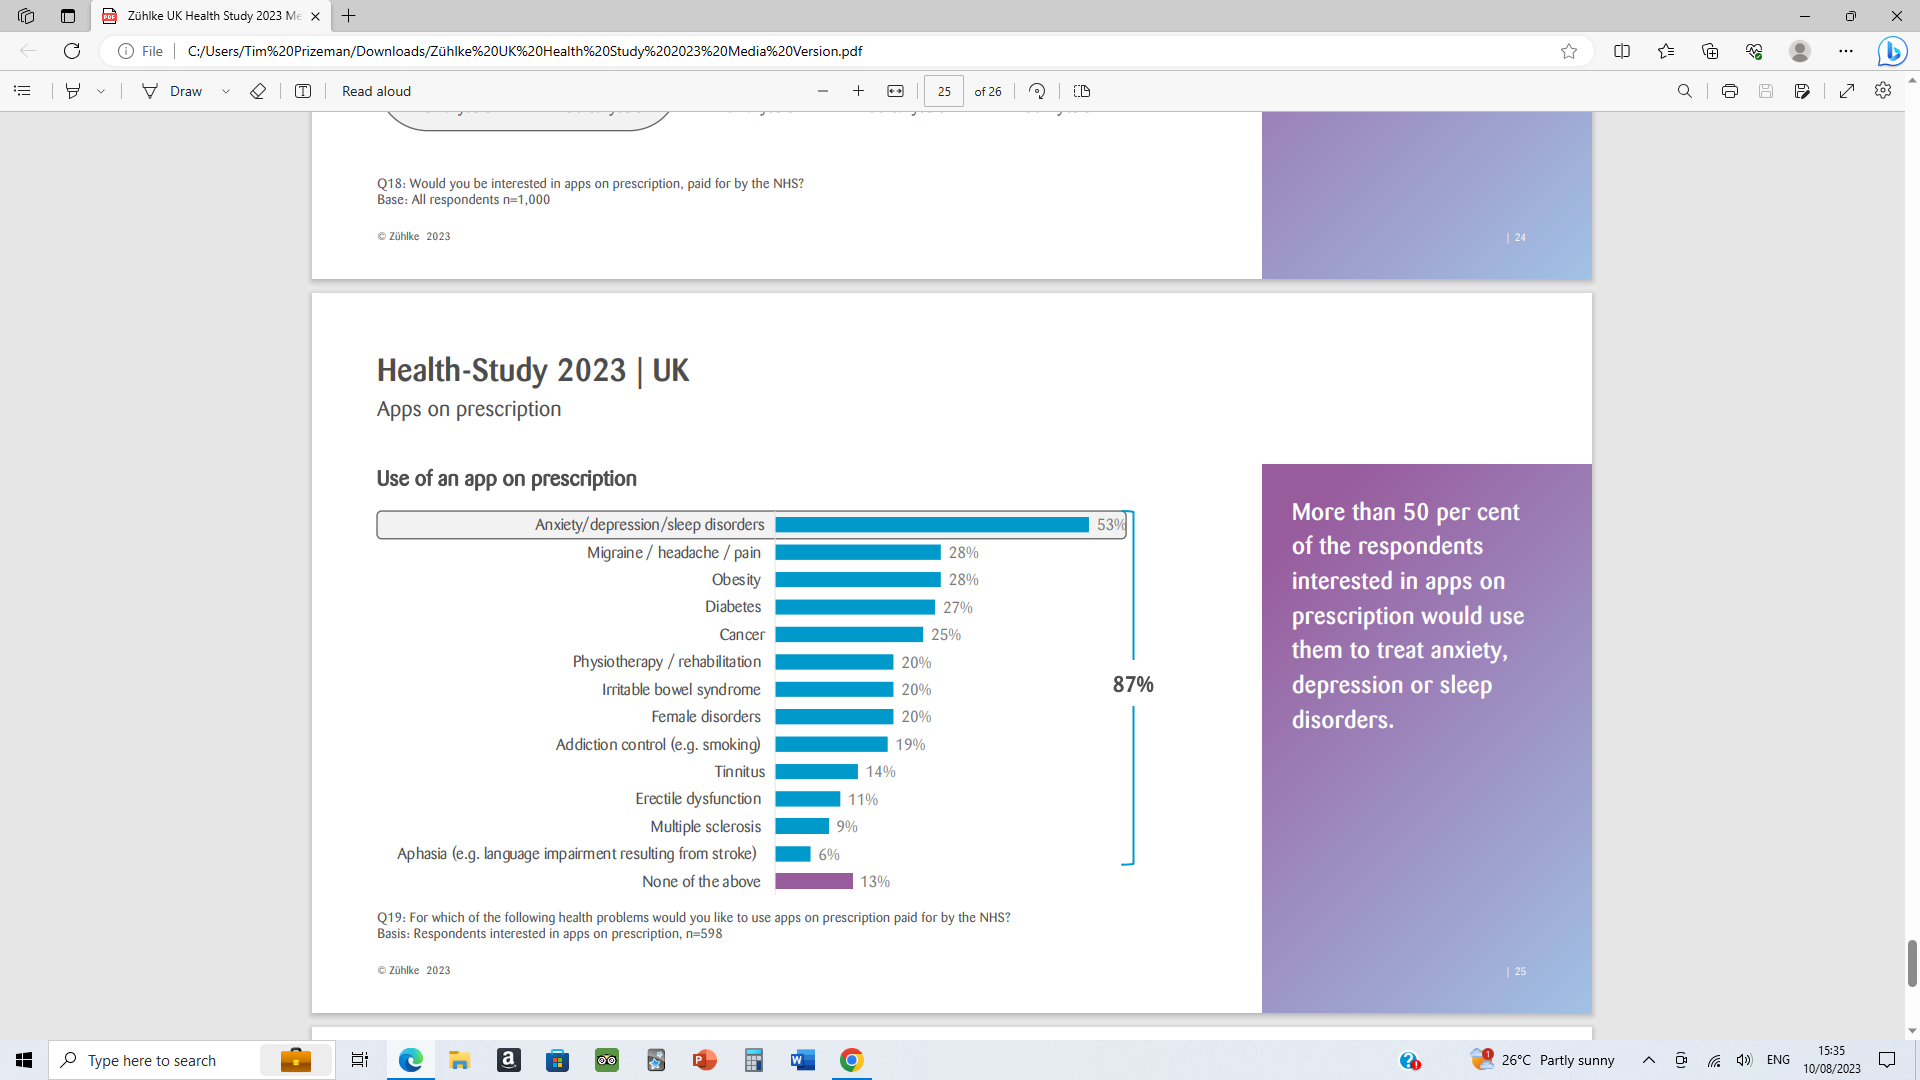 Zühlke UK Health Study 2023 Me
File
C:/Users/Tim%20Prizeman/Downloads/Zühlke%20UK%20Health%20Study%202023%20Media%20Version.pdf
Draw
Read aloud
25
of 26
Q18: Would you be interested in apps on prescription, paid for by the NHS?
Base: All respondents n=1,000
© Zühlke 2023
| 24
Health-Study 2023 | UK
Apps on prescription
Use of an app on prescription
Anxiety/depression/sleep disorders 53%
Migraine / headache / pain 28%
Obesity 28%
Diabetes 27%
Cancer 25%
Physiotherapy / rehabilitation 20%
Irritable bowel syndrome 20%
Female disorders 20%
Addiction control (e.g. smoking) 19%
Tinnitus 14%
Erectile dysfunction 11%
Multiple sclerosis 9%
Aphasia (e.g. language impairment resulting from stroke) 6%
None of the above 13%
87%
More than 50 per cent
of the respondents
interested in apps on
prescription would use
them to treat anxiety,
depression or sleep
disorders.
Q19: For which of the following health problems would you like to use apps on prescription paid for by the NHS?
Basis: Respondents interested in apps on prescription, n=598
© Zühlke 2023
| 25
Type here to search
26°C Partly sunny
ENG
15:35
10/08/2023